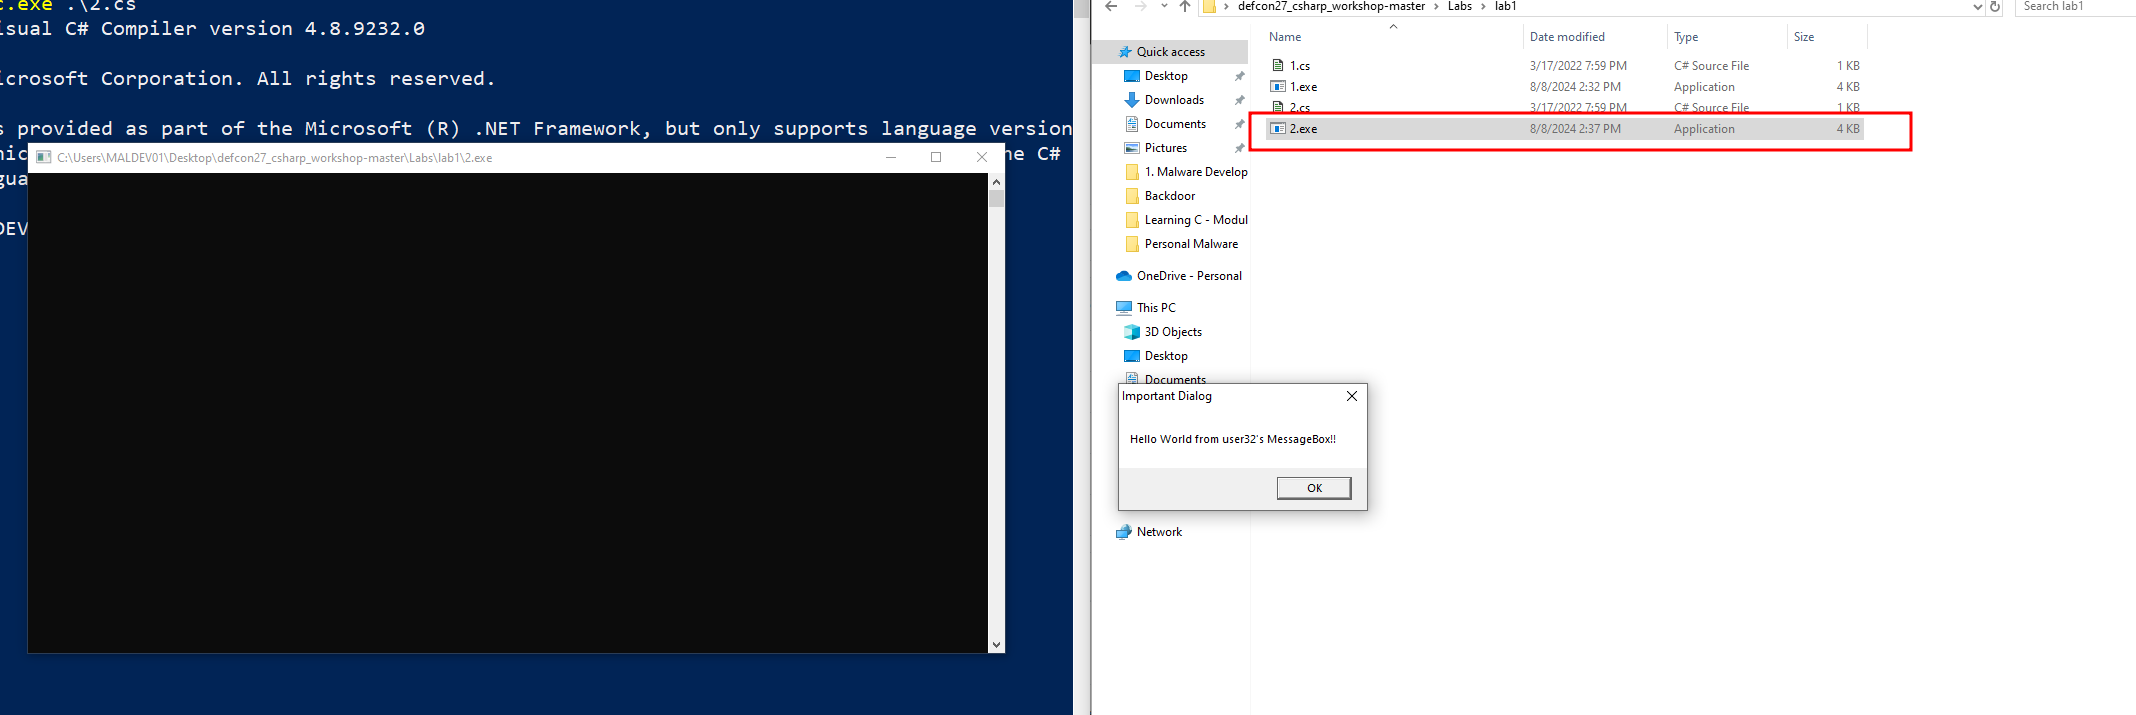 c.exe .\2.cs
isual C# Compiler version 4.8.9232.0
icrosoft Corporation. All rights reserved.
s provided as part of the Microsoft (R) .NET Framework, but only supports language version
nic
he C#
gua
DEV
C:\Users\MALDEV01\Desktop\defcon27_csharp_workshop-master\Labs\lab1\2.exe
defcon27_csharp_workshop-master > Labs > lab1
Search lab1
Name Date modified Type Size
Quick access
Desktop
Downloads
Documents
Pictures
1. Malware Develop
Backdoor
Learning C - Modul
Personal Malware
OneDrive - Personal
This PC
3D Objects
Desktop
Documents
Network
1.cs 3/17/2022 7:59 PM C# Source File 1 KB
1.exe 8/8/2024 2:32 PM Application 4 KB
2.cs 3/17/2022 7:59 PM C# Source File 1 KB
2.exe 8/8/2024 2:37 PM Application 4 KB
Important Dialog
Hello World from user32's MessageBox!!
OK